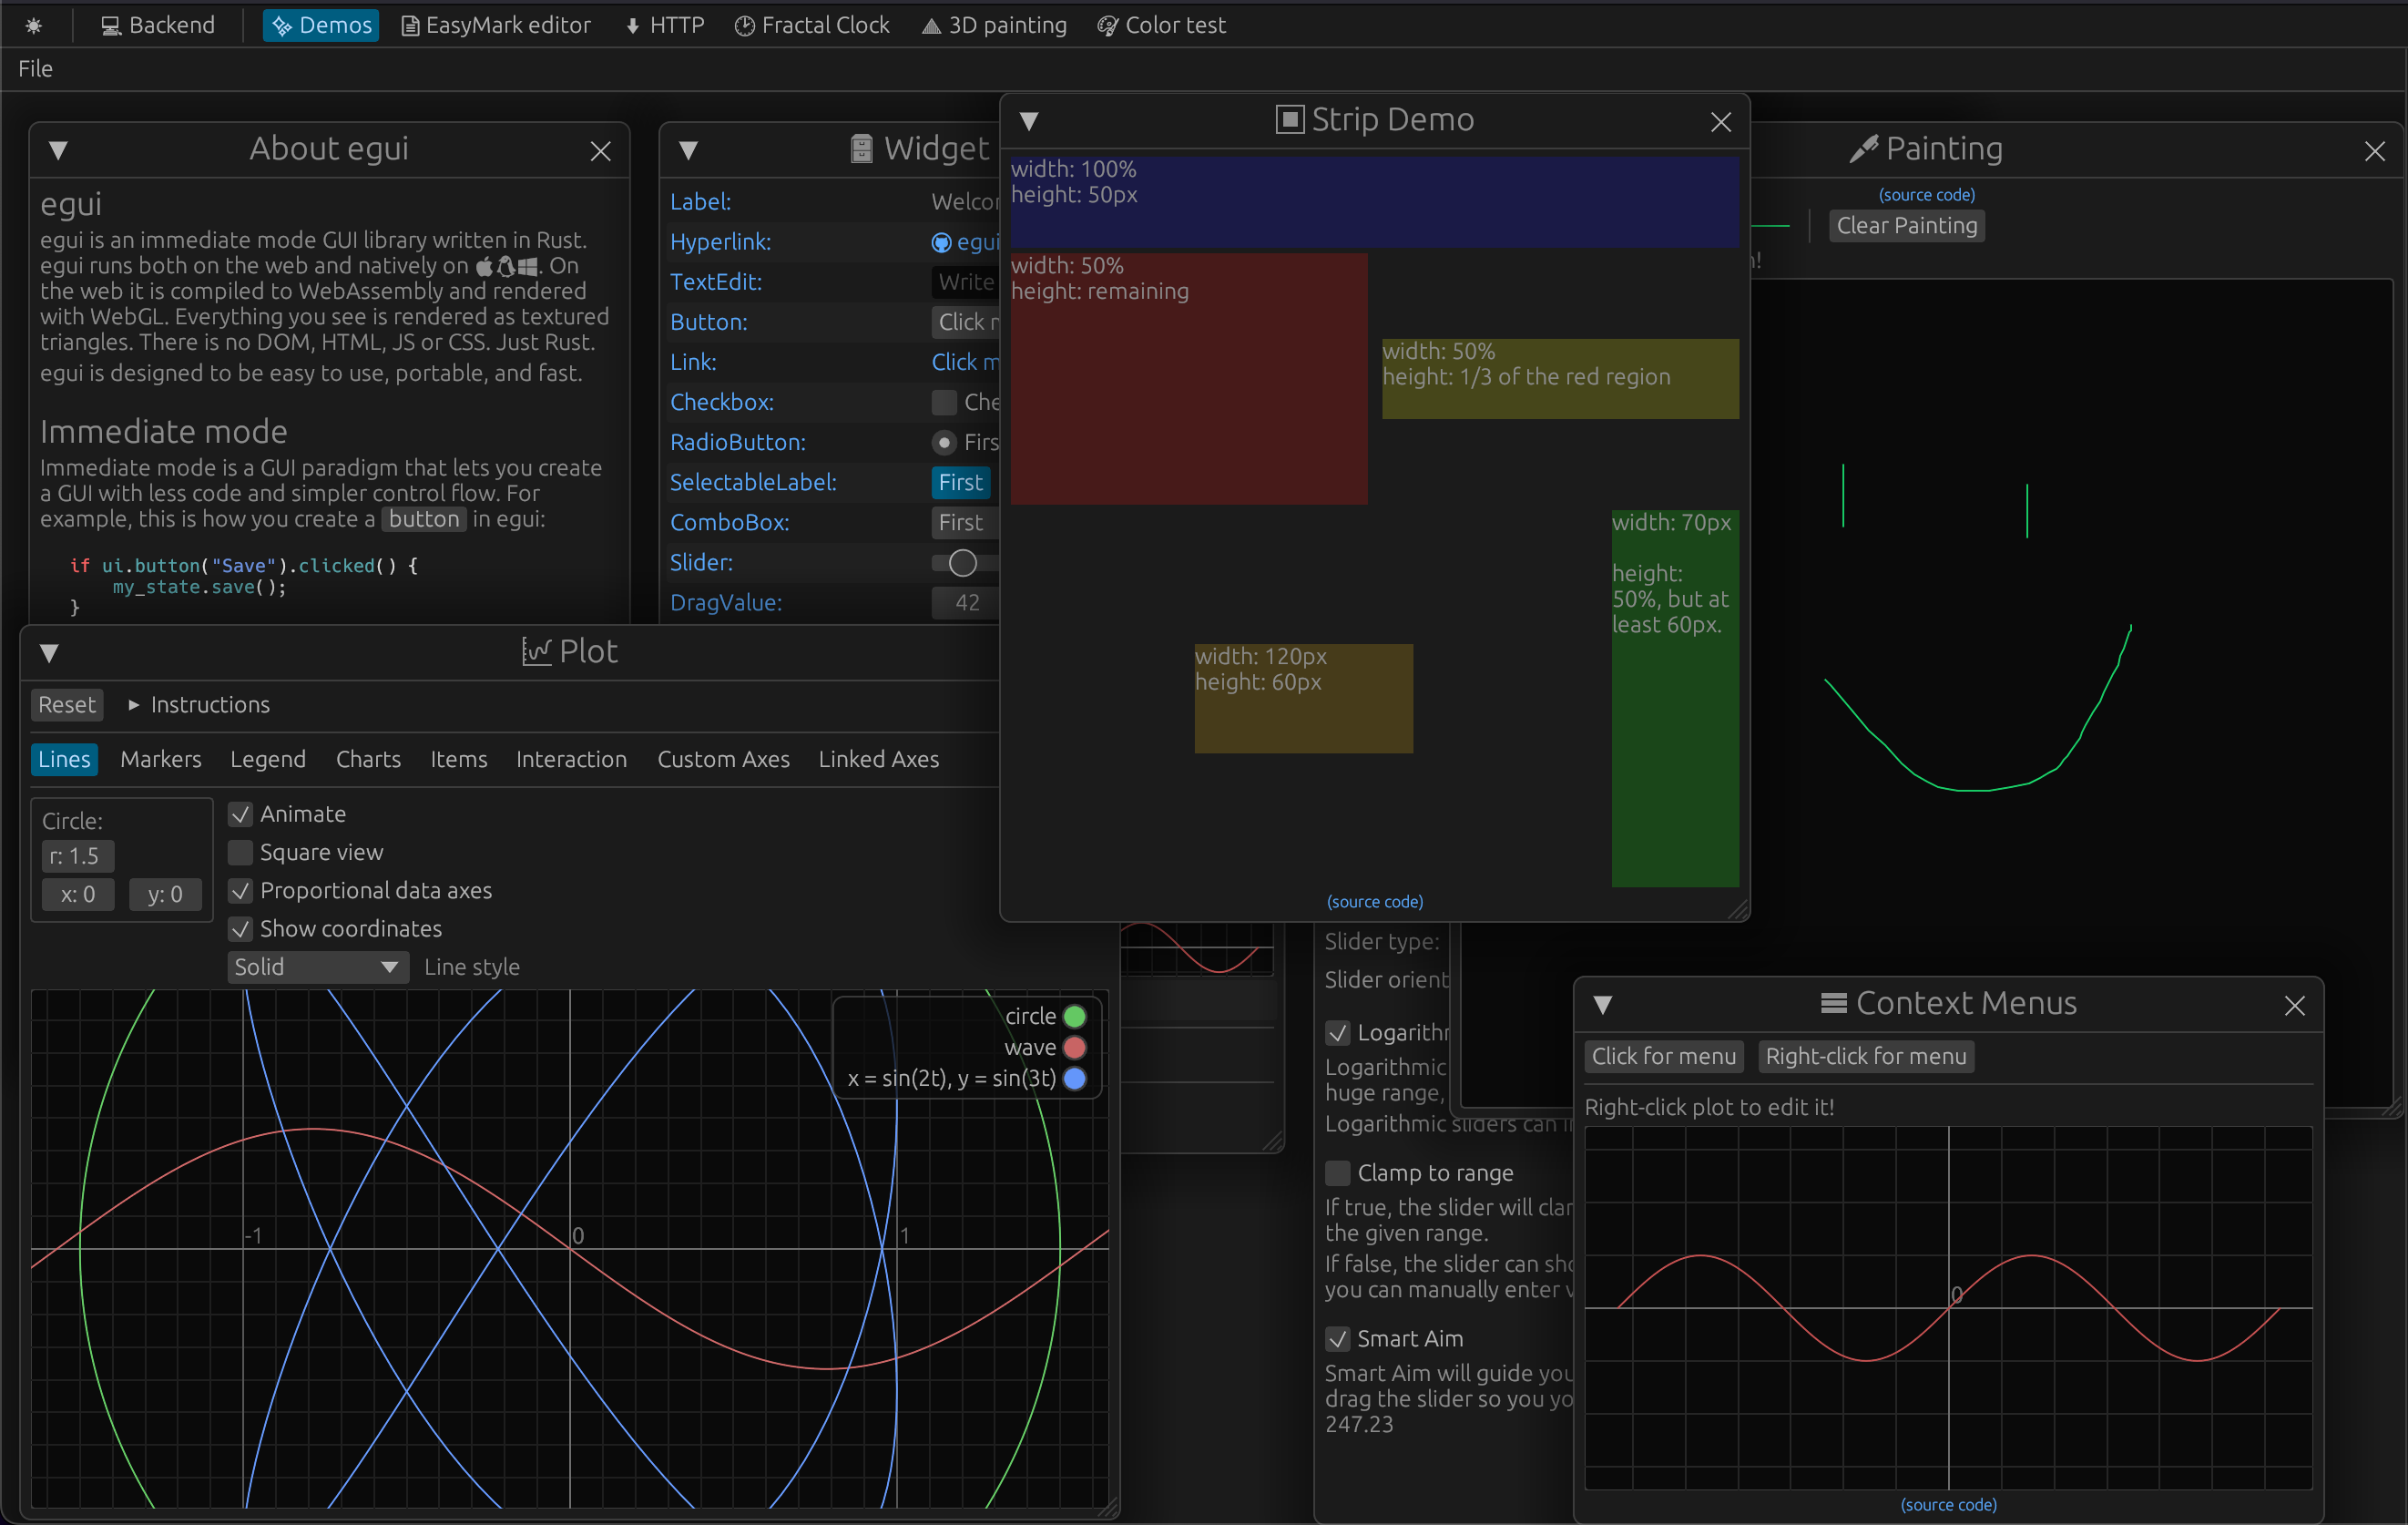 Backend
Demos
EasyMark editor
HTTP
Fractal Clock
3D painting
Color test
File
About egui
egui
egui is an immediate mode GUI library written in Rust.
egui runs both on the web and natively on . On
the web it is compiled to WebAssembly and rendered
with WebGL. Everything you see is rendered as textured
triangles. There is no DOM, HTML, JS or CSS. Just Rust.
egui is designed to be easy to use, portable, and fast.
Immediate mode
Immediate mode is a GUI paradigm that lets you create
a GUI with less code and simpler control flow. For
example, this is how you create a button in egui:
if ui.button("Save").clicked() {
my_state.save();
}
Widget
Label:
Hyperlink: egui
TextEdit: Write
Button: Click
Link: Click
Checkbox:
RadioButton:
SelectableLabel: First
ComboBox: First
Slider:
DragValue: 42
Strip Demo
width: 100%
height: 50px
width: 50%
height: remaining
width: 50%
height: 1/3 of the red region
width: 70px
height:
50%, but at
least 60px.
width: 120px
height: 60px
(source code)
Painting
(source code)
Clear Painting
Plot
Reset
Instructions
Lines
Markers
Legend
Charts
Items
Interaction
Custom Axes
Linked Axes
Circle:
r: 1.5
x: 0 y: 0
Animate
Square view
Proportional data axes
Show coordinates
Solid
Line style
circle
wave
x = sin(2t), y = sin(3t)
-1
0
1
Slider type:
Slider orient
Logarithm
Logarithmic
huge range,
Logarithmic sliders can
Clamp to range
If true, the slider will
the given range.
If false, the slider can
you can manually enter
Smart Aim
Smart Aim will guide you
drag the slider so you
247.23
Context Menus
Click for menu
Right-click for menu
Right-click plot to edit it!
0
(source code)